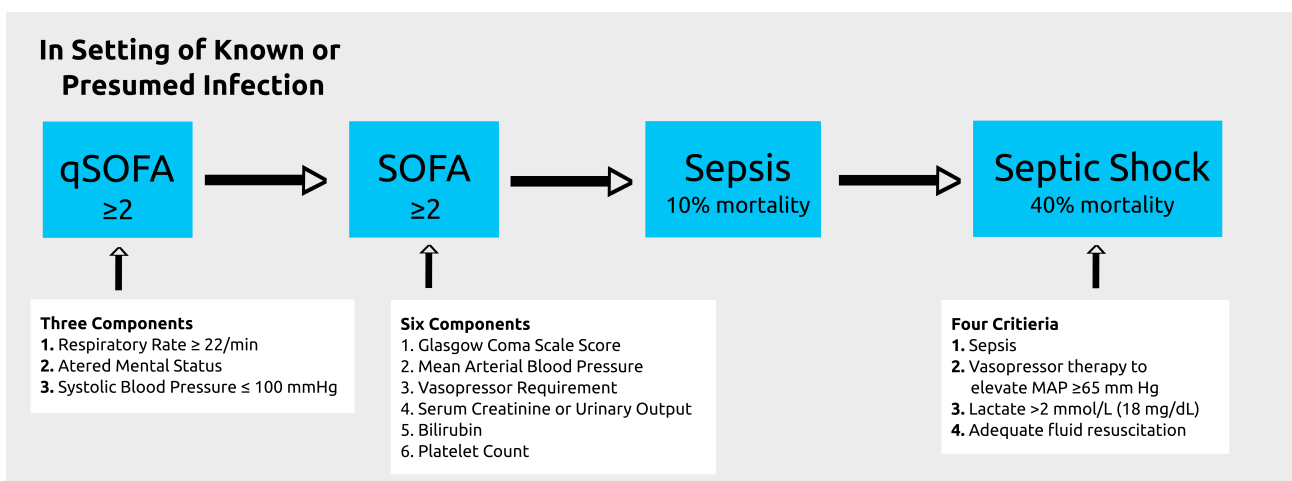 In Setting of Known or
Presumed Infection
qSOFA
≥2
SOFA
≥2
Sepsis
10% mortality
Septic Shock
40% mortality
Three Components
1. Respiratory Rate ≥ 22/min
2. Atered Mental Status
3. Systolic Blood Pressure ≤ 100 mmHg
Six Components
1. Glasgow Coma Scale Score
2. Mean Arterial Blood Pressure
3. Vasopressor Requirement
4. Serum Creatinine or Urinary Output
5. Bilirubin
6. Platelet Count
Four Critieria
1. Sepsis
2. Vasopressor therapy to
elevate MAP ≥65 mm Hg
3. Lactate >2 mmol/L (18 mg/dL)
4. Adequate fluid resuscitation